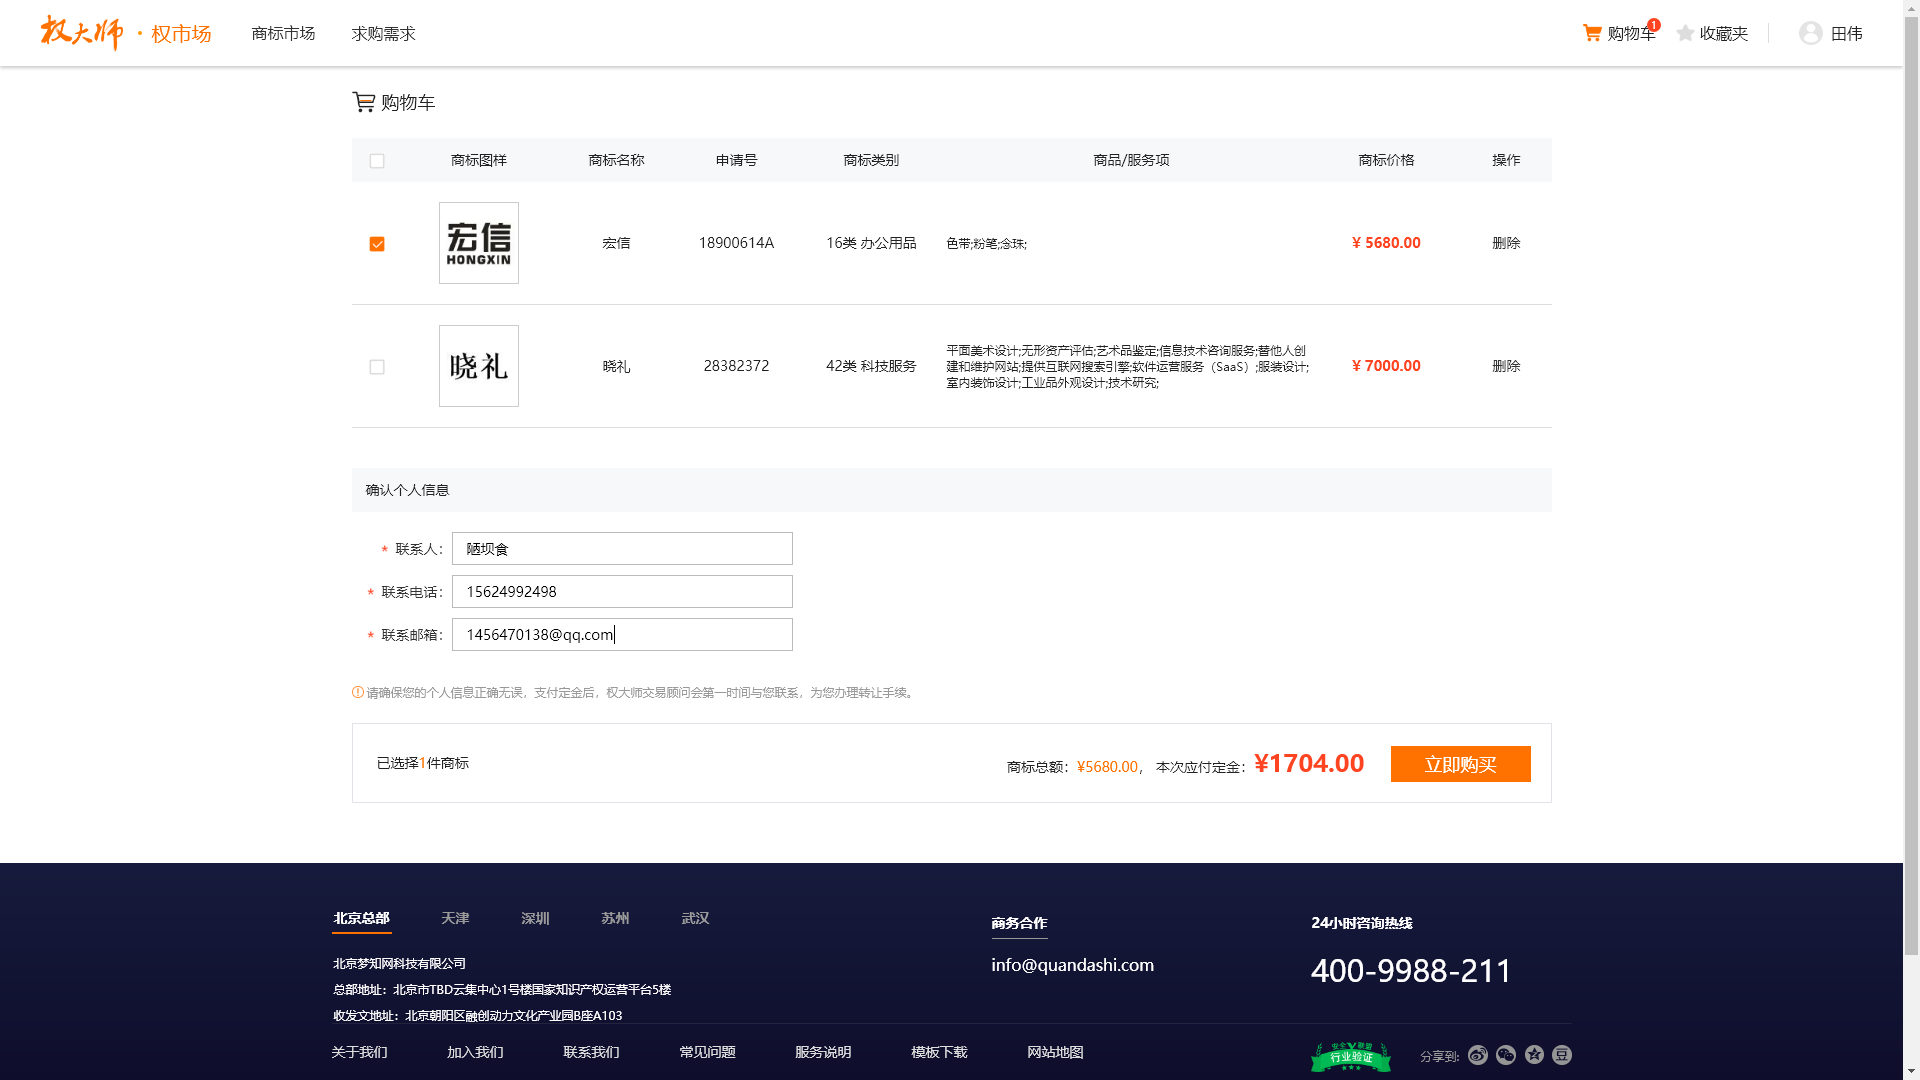 权大师 · 权市场
商标市场
求购需求
购物车
1
收藏夹
田伟
购物车
商标图样
商标名称
申请号
商标类别
商品/服务项
商标价格
操作
宏信
HONGXIN
宏信
18900614A
16类 办公用品
色带;粉笔;念珠;
¥ 5680.00
删除
晓礼
晓礼
28382372
42类 科技服务
平面美术设计;无形资产评估;艺术品鉴定;信息技术咨询服务;替他人创
建和维护网站;提供互联网搜索引擎;软件运营服务（SaaS）;服装设计;
室内装饰设计;工业品外观设计;技术研究;
¥ 7000.00
删除
确认个人信息
* 联系人：
陋坝食
* 联系电话：
15624992498
* 联系邮箱：
1456470138@qq.com
请确保您的个人信息正确无误，支付定金后，权大师交易顾问会第一时间与您联系，为您办理转让手续。
已选择1件商标
商标总额：¥5680.00， 本次应付定金：¥1704.00
立即购买
北京总部
天津
深圳
苏州
武汉
北京梦知网科技有限公司
总部地址：北京市TBD云集中心1号楼国家知识产权运营平台5楼
收发文地址：北京朝阳区融创动力文化产业园B座A103
商务合作
info@quandashi.com
24小时咨询热线
400-9988-211
关于我们
加入我们
联系我们
常见问题
服务说明
模板下载
网站地图
安全V联盟
行业验证
分享到:
豆